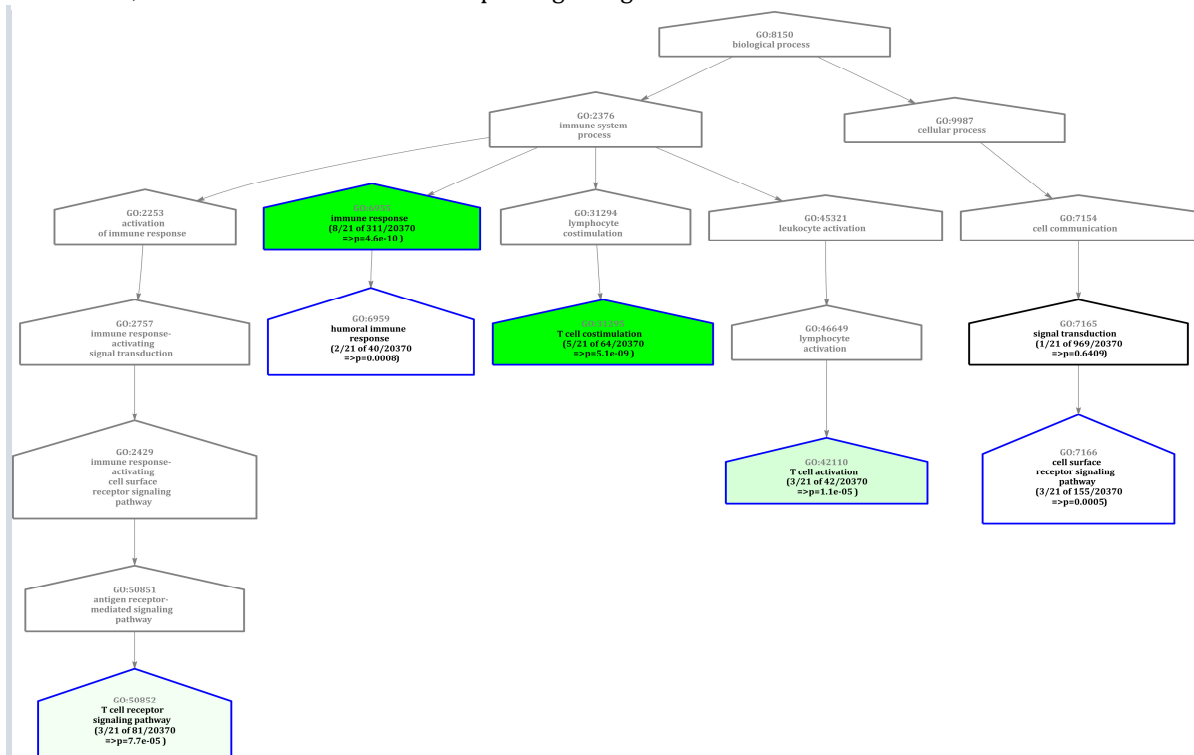 GO:8150
biological process
GO:2376
immune system
process
GO:9987
cellular process
GO:2253
activation
of immune response
GO:6955
immune response
(8/21 of 311/20370
=>p=4.6e-10 )
GO:31294
lymphocyte
costimulation
GO:45321
leukocyte activation
GO:7154
cell communication
GO:2757
immune response-
activating
signal transduction
GO:6959
humoral immune
response
(2/21 of 40/20370
=>p=0.0008)
GO:31295
T cell costimulation
(5/21 of 64/20370
=>p=5.1e-09 )
GO:46649
lymphocyte
activation
GO:7165
signal transduction
(1/21 of 969/20370
=>p=0.6409)
GO:2429
immune response-
activating
cell surface
receptor signaling
pathway
GO:42110
T cell activation
(3/21 of 42/20370
=>p=1.1e-05 )
GO:7166
cell surface
receptor signaling
pathway
(3/21 of 155/20370
=>p=0.0005)
GO:50851
antigen receptor-
mediated signaling
pathway
GO:50852
T cell receptor
signaling pathway
(3/21 of 81/20370
=>p=7.7e-05 )